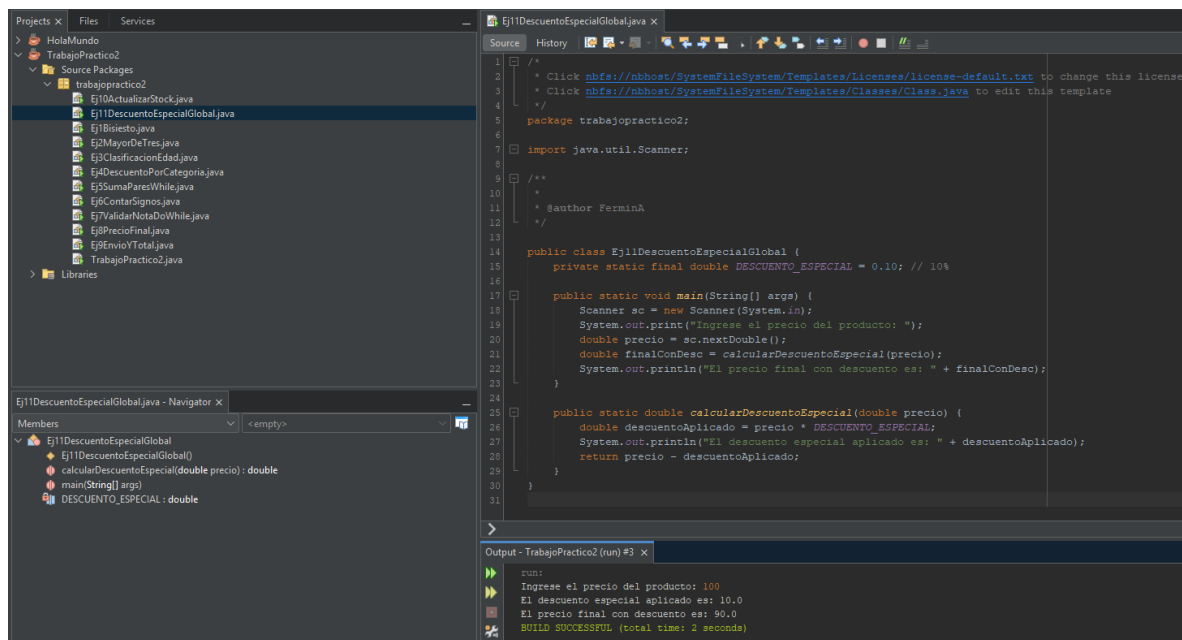 Projects Files Services
HolaMundo
TrabajoPractico2
Source Packages
trabajopractico2
Ej10ActualizarStock.java
Ej11DescuentoEspecialGlobal.java
Ej1Bisiesto.java
Ej2MayorDeTres.java
Ej3ClasificacionEdad.java
Ej4DescuentoPorCategoria.java
Ej5SumaParesWhile.java
Ej6ContarSignos.java
Ej7ValidarNotaDoWhile.java
Ej8PrecioFinal.java
Ej9EnvioYTotal.java
TrabajoPractico2.java
Libraries
Ej11DescuentoEspecialGlobal.java - Navigator
Members <empty>
Ej11DescuentoEspecialGlobal
Ej11DescuentoEspecialGlobal()
calcularDescuentoEspecial(double precio) : double
main(String[] args)
DESCUENTO_ESPECIAL : double
Ej11DescuentoEspecialGlobal.java
Source History
1 /*
2 * Click nbfs://nbhost/SystemFileSystem/Templates/Licenses/license-default.txt to change this license
3 * Click nbfs://nbhost/SystemFileSystem/Templates/Classes/Class.java to edit this template
4 */
5 package trabajopractico2;
6
7 import java.util.Scanner;
8
9 /**
10 *
11 * @author FerminA
12 */
13
14 public class Ej11DescuentoEspecialGlobal {
15 private static final double DESCUENTO_ESPECIAL = 0.10; // 10%
16
17 public static void main(String[] args) {
18 Scanner sc = new Scanner(System.in);
19 System.out.print("Ingrese el precio del producto: ");
20 double precio = sc.nextDouble();
21 double finalConDesc = calcularDescuentoEspecial(precio);
22 System.out.println("El precio final con descuento es: " + finalConDesc);
23 }
24
25 public static double calcularDescuentoEspecial(double precio) {
26 double descuentoAplicado = precio * DESCUENTO_ESPECIAL;
27 System.out.println("El descuento especial aplicado es: " + descuentoAplicado);
28 return precio - descuentoAplicado;
29 }
30 }
31
Output - TrabajoPractico2 (run) #3
run:
Ingrese el precio del producto: 100
El descuento especial aplicado es: 10.0
El precio final con descuento es: 90.0
BUILD SUCCESSFUL (total time: 2 seconds)